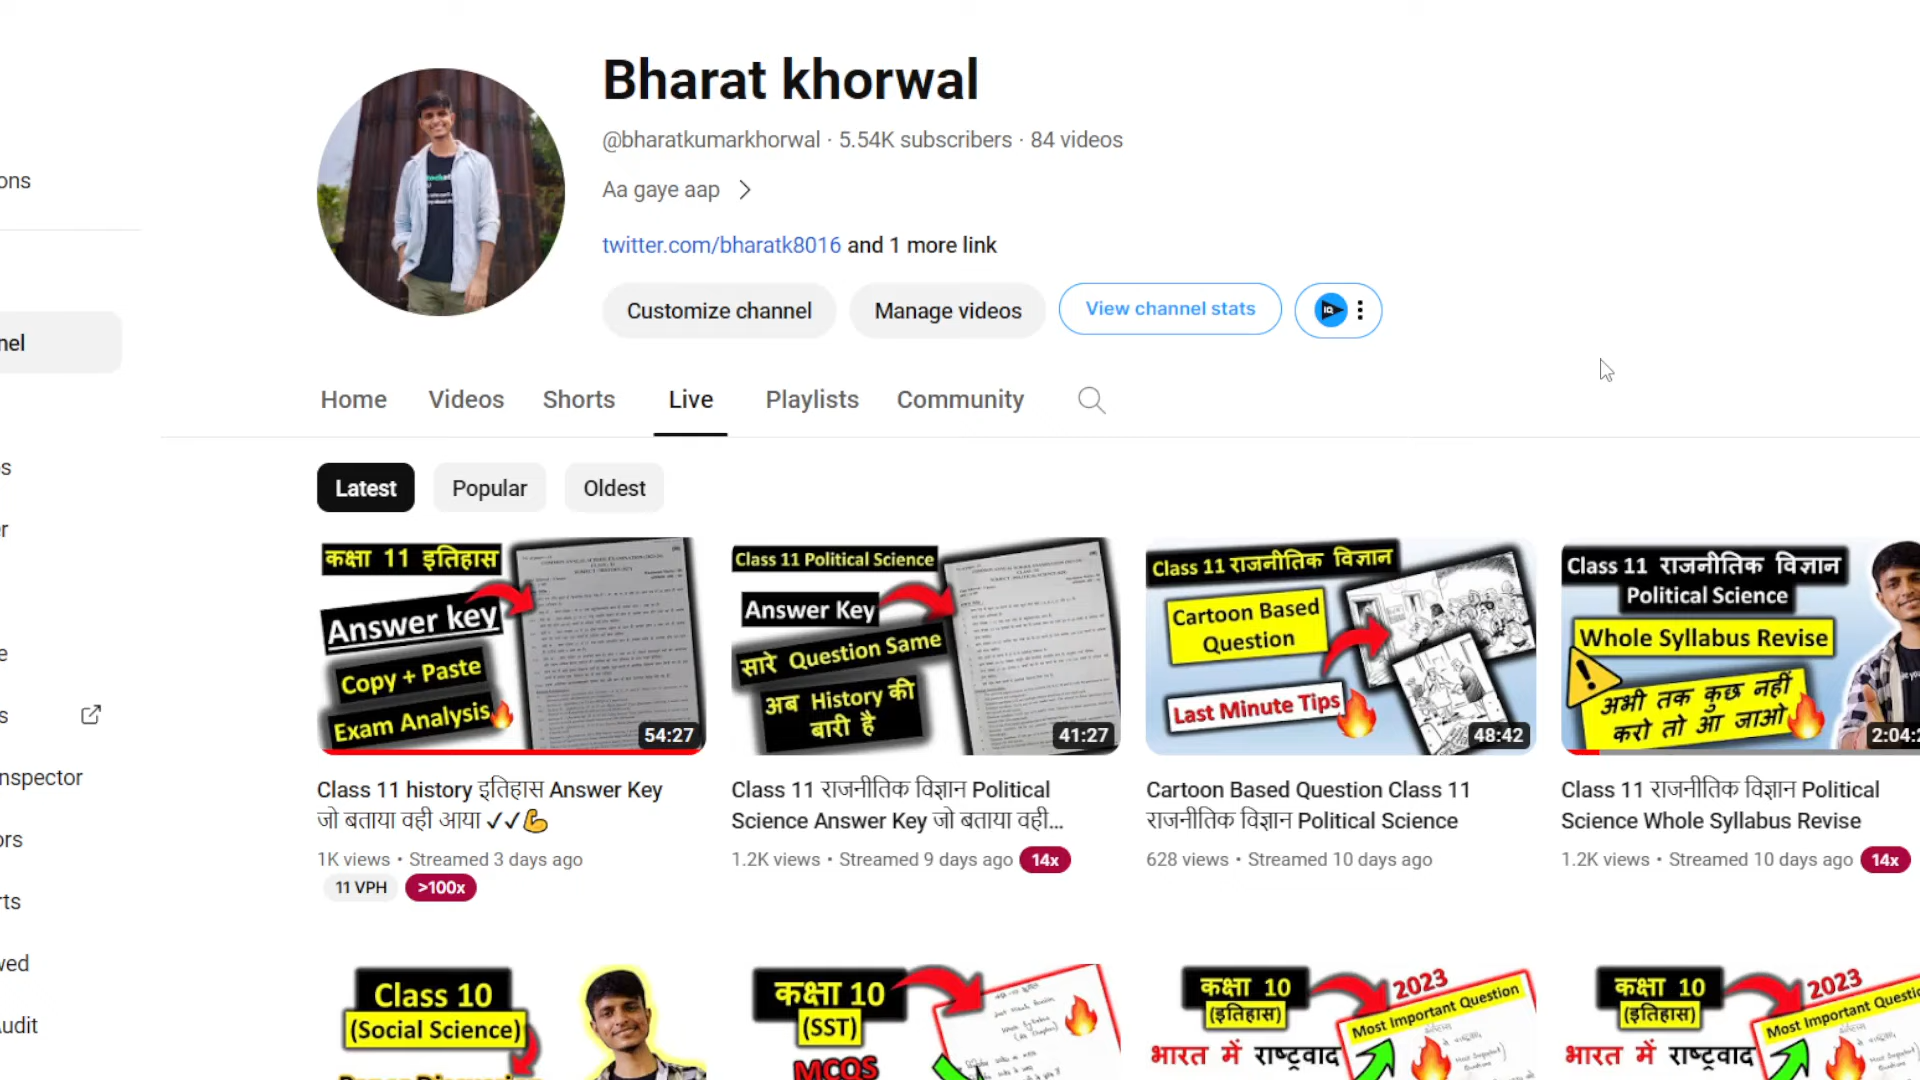 Bharat khorwal
@bharatkumarkhorwal · 5.54K subscribers · 84 videos
ons
Aa gaye aap
twitter.com/bharatk8016 and 1 more link
Customize channel
Manage videos
View channel stats
IQ
nel
Home
Videos
Shorts
Live
Playlists
Community
s
Latest
Popular
Oldest
r
e
s
nspector
ors
rts
wed
udit
कक्षा 11 इतिहास
Answer key
Copy + Paste
Exam Analysis
54:27
Class 11 history इतिहास Answer Key
जो बताया वही आया ✓✓💪
1K views • Streamed 3 days ago
11 VPH
>100x
Class 11 Political Science
Answer Key
सारे Question Same
अब History की
बारी है
41:27
Class 11 राजनीतिक विज्ञान Political
Science Answer Key जो बताया वही...
1.2K views • Streamed 9 days ago
14x
Class 11 राजनीतिक विज्ञान
Cartoon Based
Question
Last Minute Tips
48:42
Cartoon Based Question Class 11
राजनीतिक विज्ञान Political Science
628 views • Streamed 10 days ago
Class 11 राजनीतिक विज्ञान
Political Science
Whole Syllabus Revise
अभी तक कुछ नहीं
करो तो आ जाओ
2:04:2
Class 11 राजनीतिक विज्ञान Political
Science Whole Syllabus Revise
1.2K views • Streamed 10 days ago
14x
Class 10
(Social Science)
कक्षा 10
(SST)
MCQS
कक्षा 10
(इतिहास)
2023
Most Important Question
भारत में राष्ट्रवाद
कक्षा 10
(इतिहास)
2023
Most Important Questio
भारत में राष्ट्रवाद